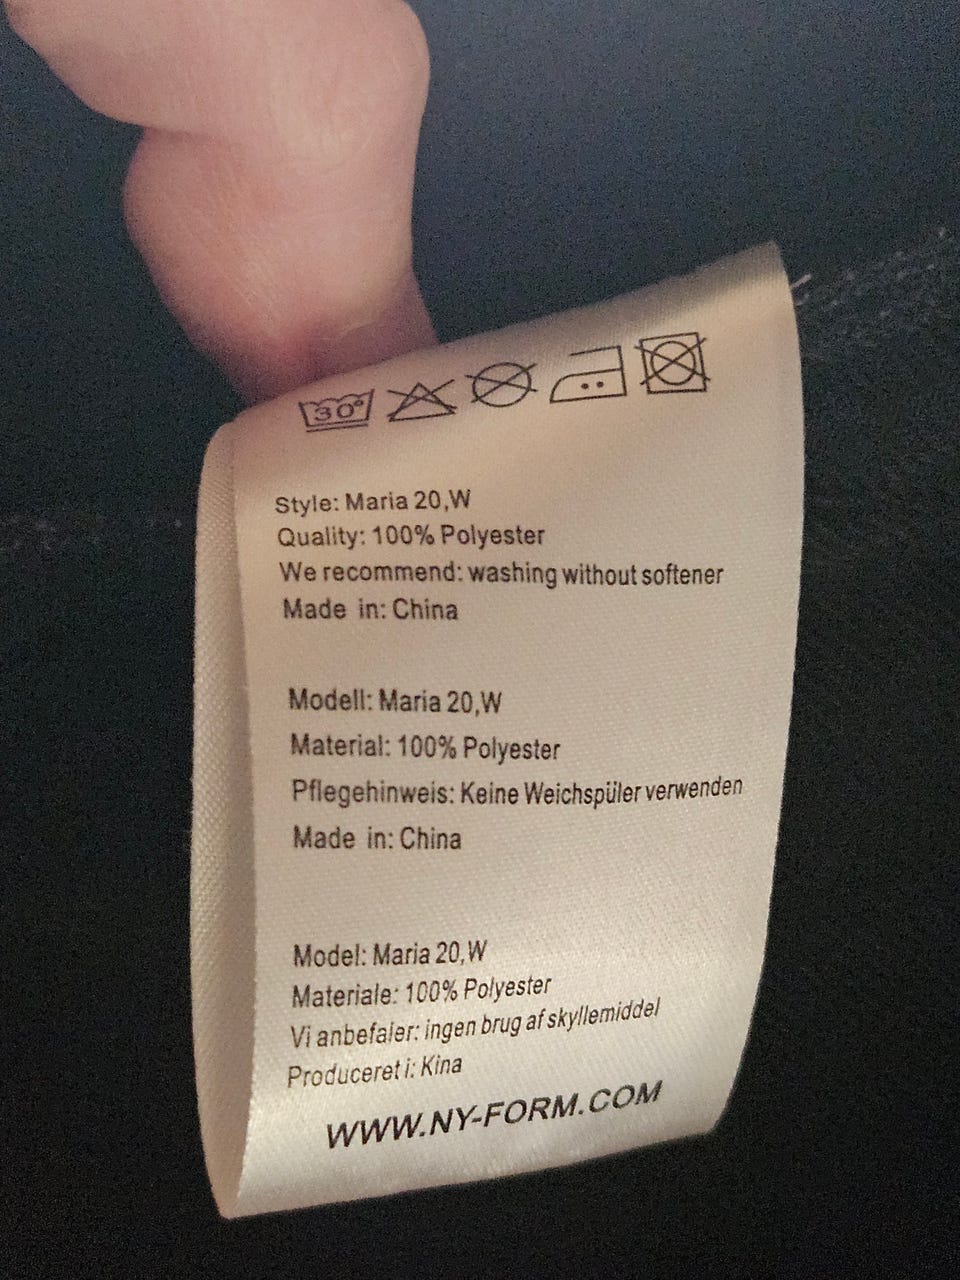 30°
Style: Maria 20,W
Quality: 100% Polyester
We recommend: washing without softener
Made in: China
Modell: Maria 20,W
Material: 100% Polyester
Pflegehinweis: Keine Weichspüler verwenden
Made in: China
Model: Maria 20,W
Materiale: 100% Polyester
Vi anbefaler: ingen brug af skyllemiddel
Produceret i: Kina
WWW.NY-FORM.COM